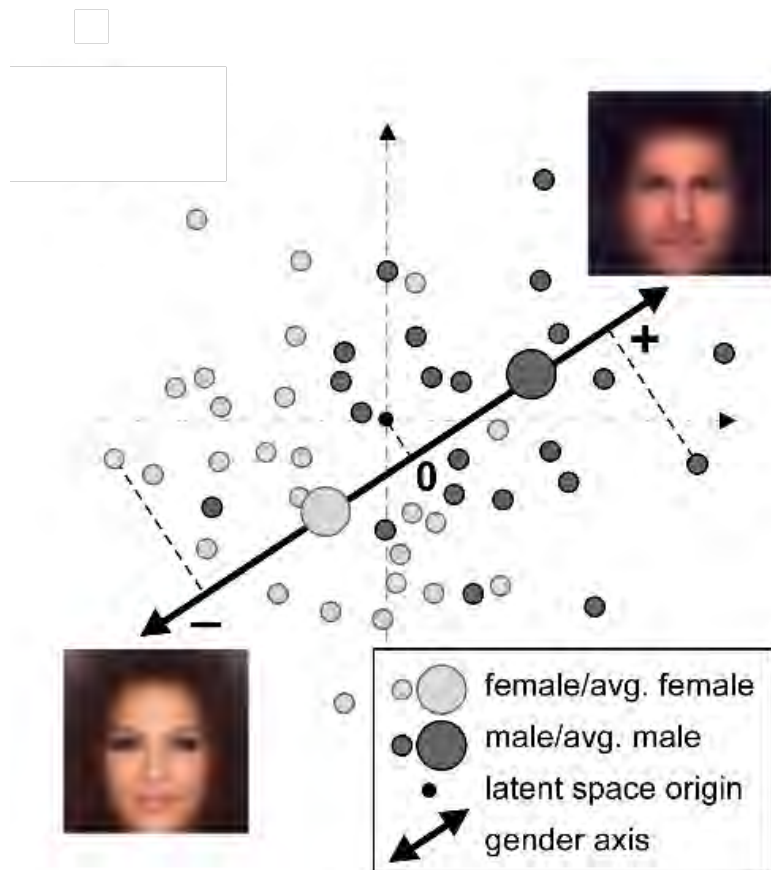 +
0
−
female/avg. female
male/avg. male
latent space origin
gender axis